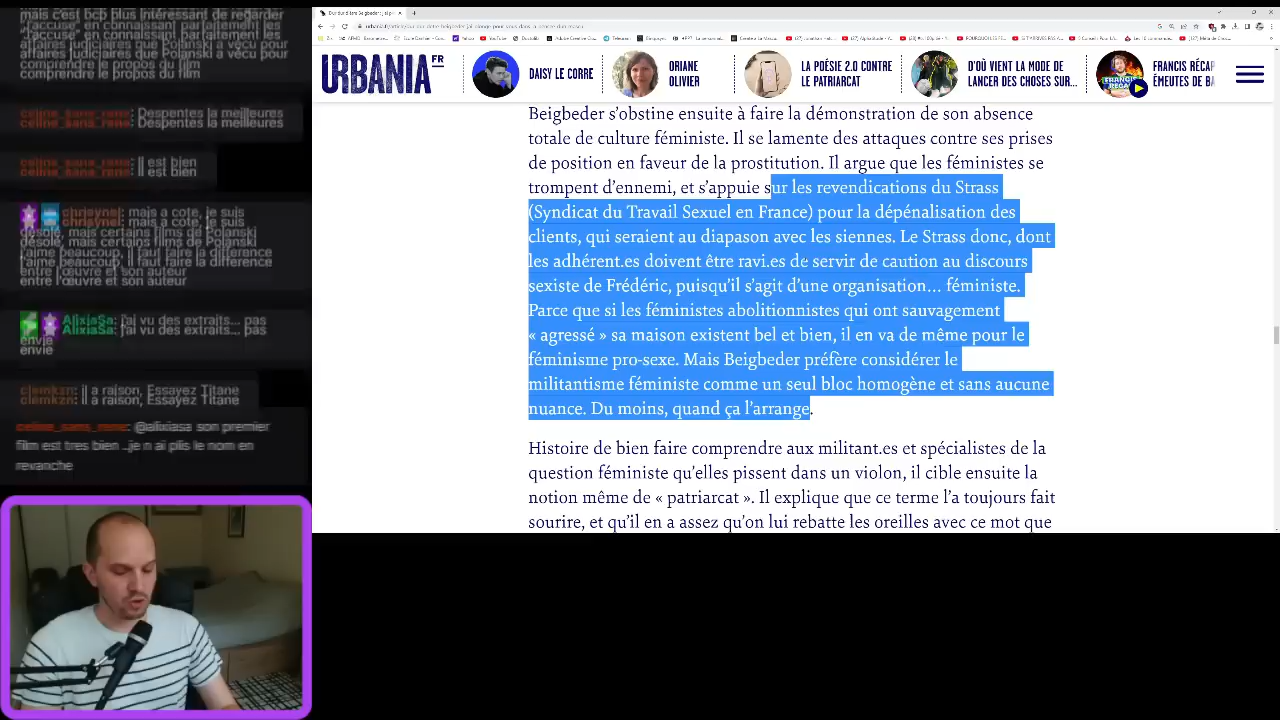 mais c'est bcp plus intéressant de regarder
"j'accuse" en connaissant parfaitement les
affaires judiciaires que Polanski a vécu pour
comprendre le propos du film
celine_sans_rene: Despentes la meilleures
celine_sans_rene: Il est bien
chrisynel: mais a cote, je suis
désolé, mais certains films de Polanski
j'aime beaucoup, il faut faire la différence
entre l'œuvre et son auteur
AlixiaSa: j'ai vu des extraits... pas
envie
clemkzn: il a raison, Essayez Titane
celine_sans_rene: @alixiasa son premier
film est tres bien ..je n ai plis le nom en
revanche
URBANIA FR
DAISY LE CORRE
ORIANE
OLIVIER
LA POÉSIE 2.0 CONTRE
LE PATRIARCAT
D'OÙ VIENT LA MODE DE
LANCER DES CHOSES SUR...
FRANCIS RÉCAP
ÉMEUTES DE BA
Beigbeder s'obstine ensuite à faire la démonstration de son absence
totale de culture féministe. Il se lamente des attaques contre ses prises
de position en faveur de la prostitution. Il argue que les féministes se
trompent d'ennemi, et s'appuie sur les revendications du Strass
(Syndicat du Travail Sexuel en France) pour la dépénalisation des
clients, qui seraient au diapason avec les siennes. Le Strass donc, dont
les adhérent.es doivent être ravi.es de servir de caution au discours
sexiste de Frédéric, puisqu'il s'agit d'une organisation... féministe.
Parce que si les féministes abolitionnistes qui ont sauvagement
« agressé » sa maison existent bel et bien, il en va de même pour le
féminisme pro-sexe. Mais Beigbeder préfère considérer le
militantisme féministe comme un seul bloc homogène et sans aucune
nuance. Du moins, quand ça l'arrange.
Histoire de bien faire comprendre aux militant.es et spécialistes de la
question féministe qu'elles pissent dans un violon, il cible ensuite la
notion même de « patriarcat ». Il explique que ce terme l'a toujours fait
sourire, et qu'il en a assez qu'on lui rebatte les oreilles avec ce mot que